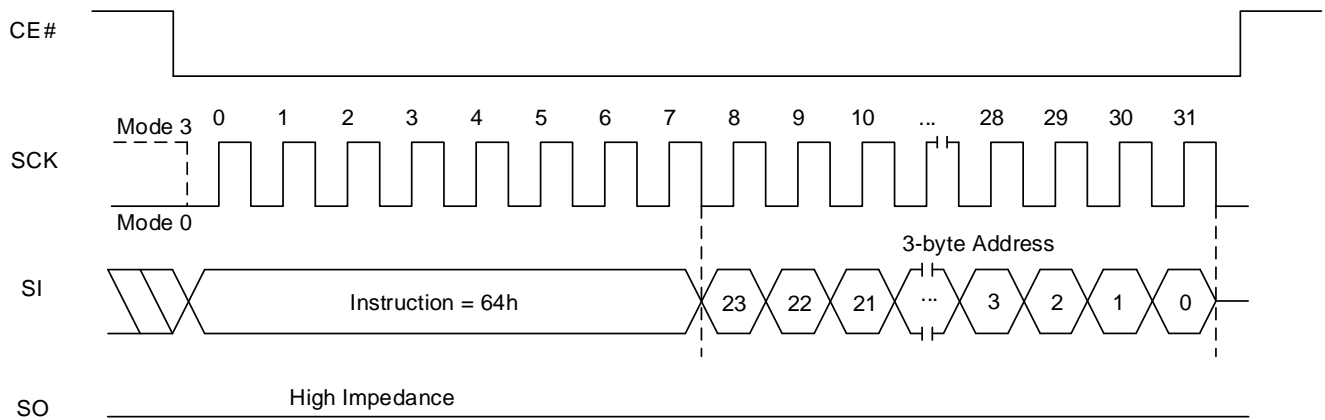 CE#
Mode 3
0 1 2 3 4 5 6 7 8 9 10 ... 28 29 30 31
SCK
Mode 0
3-byte Address
SI
Instruction = 64h
23 22 21 ... 3 2 1 0
High Impedance
SO